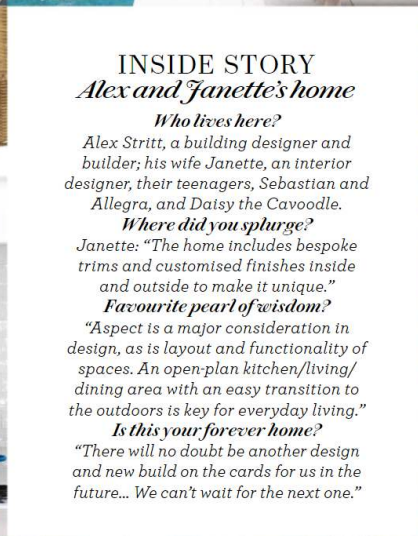 INSIDE STORY
Alex and Janette's home
Who lives here?
Alex Stritt, a building designer and
builder; his wife Janette, an interior
designer, their teenagers, Sebastian and
Allegra, and Daisy the Cavoodle.
Where did you splurge?
Janette: “The home includes bespoke
trims and customised finishes inside
and outside to make it unique.”
Favourite pearl of wisdom?
“Aspect is a major consideration in
design, as is layout and functionality of
spaces. An open-plan kitchen/living/
dining area with an easy transition to
the outdoors is key for everyday living.”
Is this your forever home?
“There will no doubt be another design
and new build on the cards for us in the
future... We can't wait for the next one.”